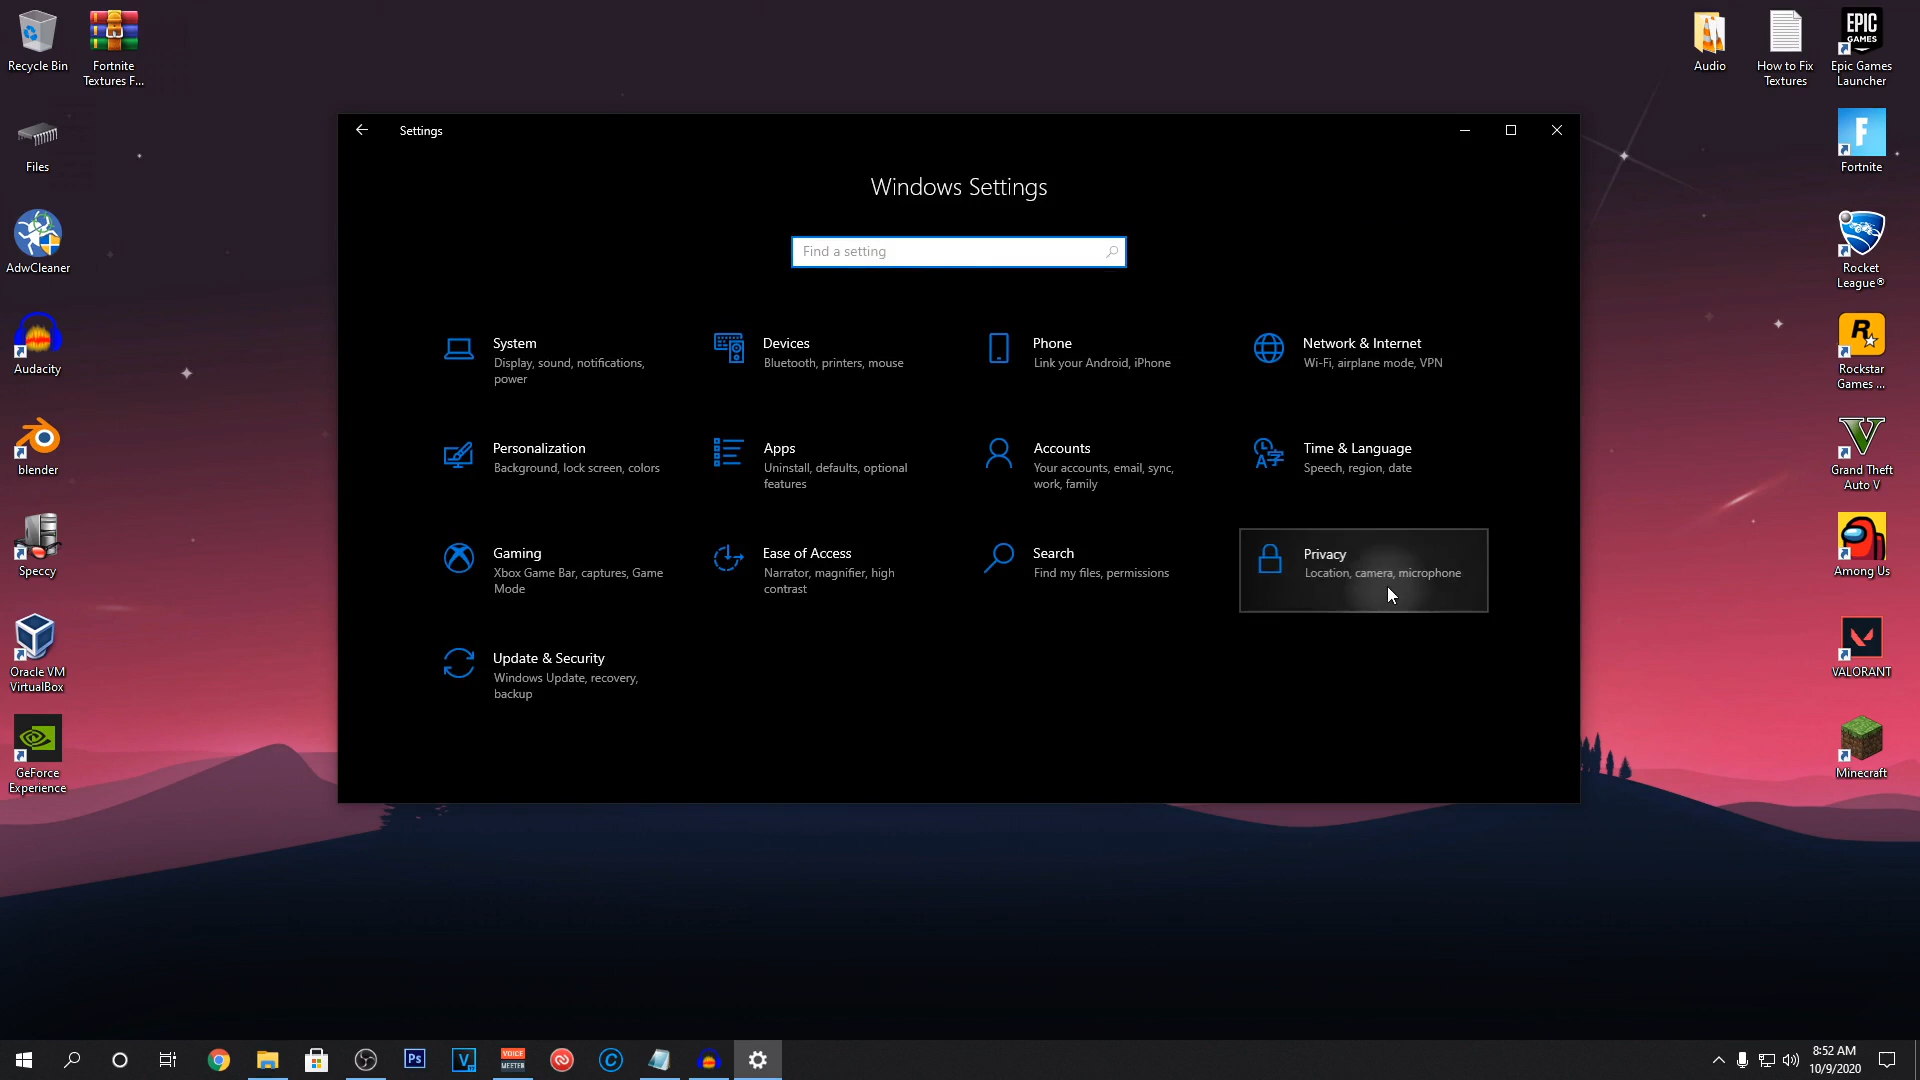 Recycle Bin
Fortnite
Textures F...
Files
AdwCleaner
Audacity
blender
Speccy
Oracle VM
VirtualBox
GeForce
Experience
Settings
Windows Settings
Find a setting
System
Display, sound, notifications,
power
Devices
Bluetooth, printers, mouse
Phone
Link your Android, iPhone
Network & Internet
Wi-Fi, airplane mode, VPN
Personalization
Background, lock screen, colors
Apps
Uninstall, defaults, optional
features
Accounts
Your accounts, email, sync,
work, family
Time & Language
Speech, region, date
Gaming
Xbox Game Bar, captures, Game
Mode
Ease of Access
Narrator, magnifier, high
contrast
Search
Find my files, permissions
Privacy
Location, camera, microphone
Update & Security
Windows Update, recovery,
backup
Audio
How to Fix
Textures
EPIC
GAMES
Epic Games
Launcher
F
Fortnite
Rocket
League®
R
Rockstar
Games ...
V
Grand Theft
Auto V
Among Us
VALORANT
Minecraft
Ps
V
VOICE
MEETER
C
8:52 AM
10/9/2020